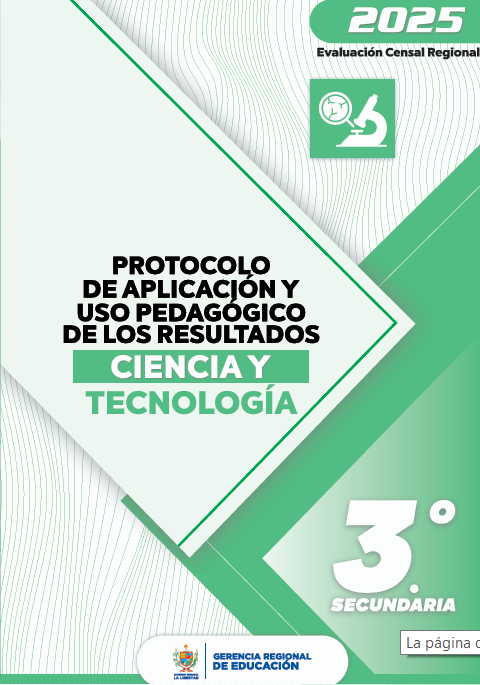 2025
Evaluación Censal Regional
PROTOCOLO
DE APLICACIÓN Y
USO PEDAGÓGICO
DE LOS RESULTADOS
CIENCIA Y
TECNOLOGÍA
3°
SECUNDARIA
La página
GERENCIA REGIONAL
DE EDUCACIÓN